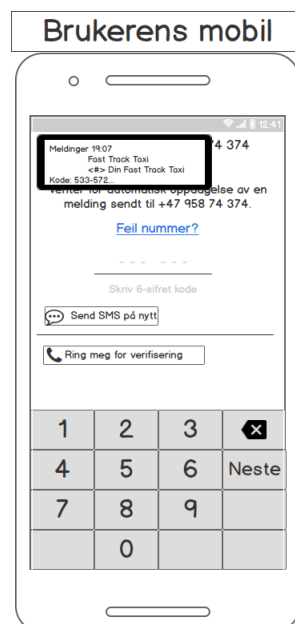 Brukerens mobil
12:41
Meldinger 19:07
Fast Track Taxi
<#> Din Fast Track Taxi
Kode: 533-572...
74 374
Venter for automatisk oppdagelse av en
melding sendt til +47 958 74 374.
Feil nummer?
--- ---
Skriv 6-sifret kode
Send SMS på nytt
Ring meg for verifisering
1 2 3
4 5 6 Neste
7 8 9
0